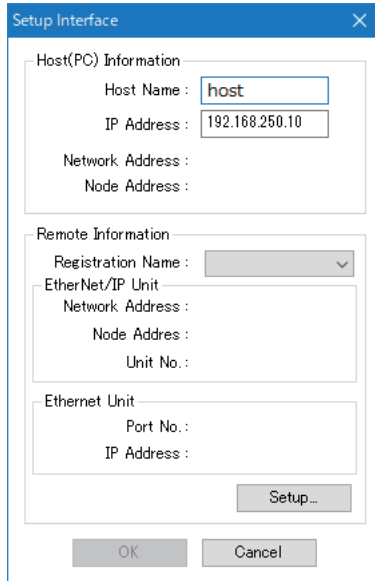 Setup Interface
Host(PC) Information
Host Name : host
IP Address : 192.168.250.10
Network Address :
Node Address :
Remote Information
Registration Name :
EtherNet/IP Unit
Network Address :
Node Addres :
Unit No. :
Ethernet Unit
Port No. :
IP Address :
Setup...
OK Cancel